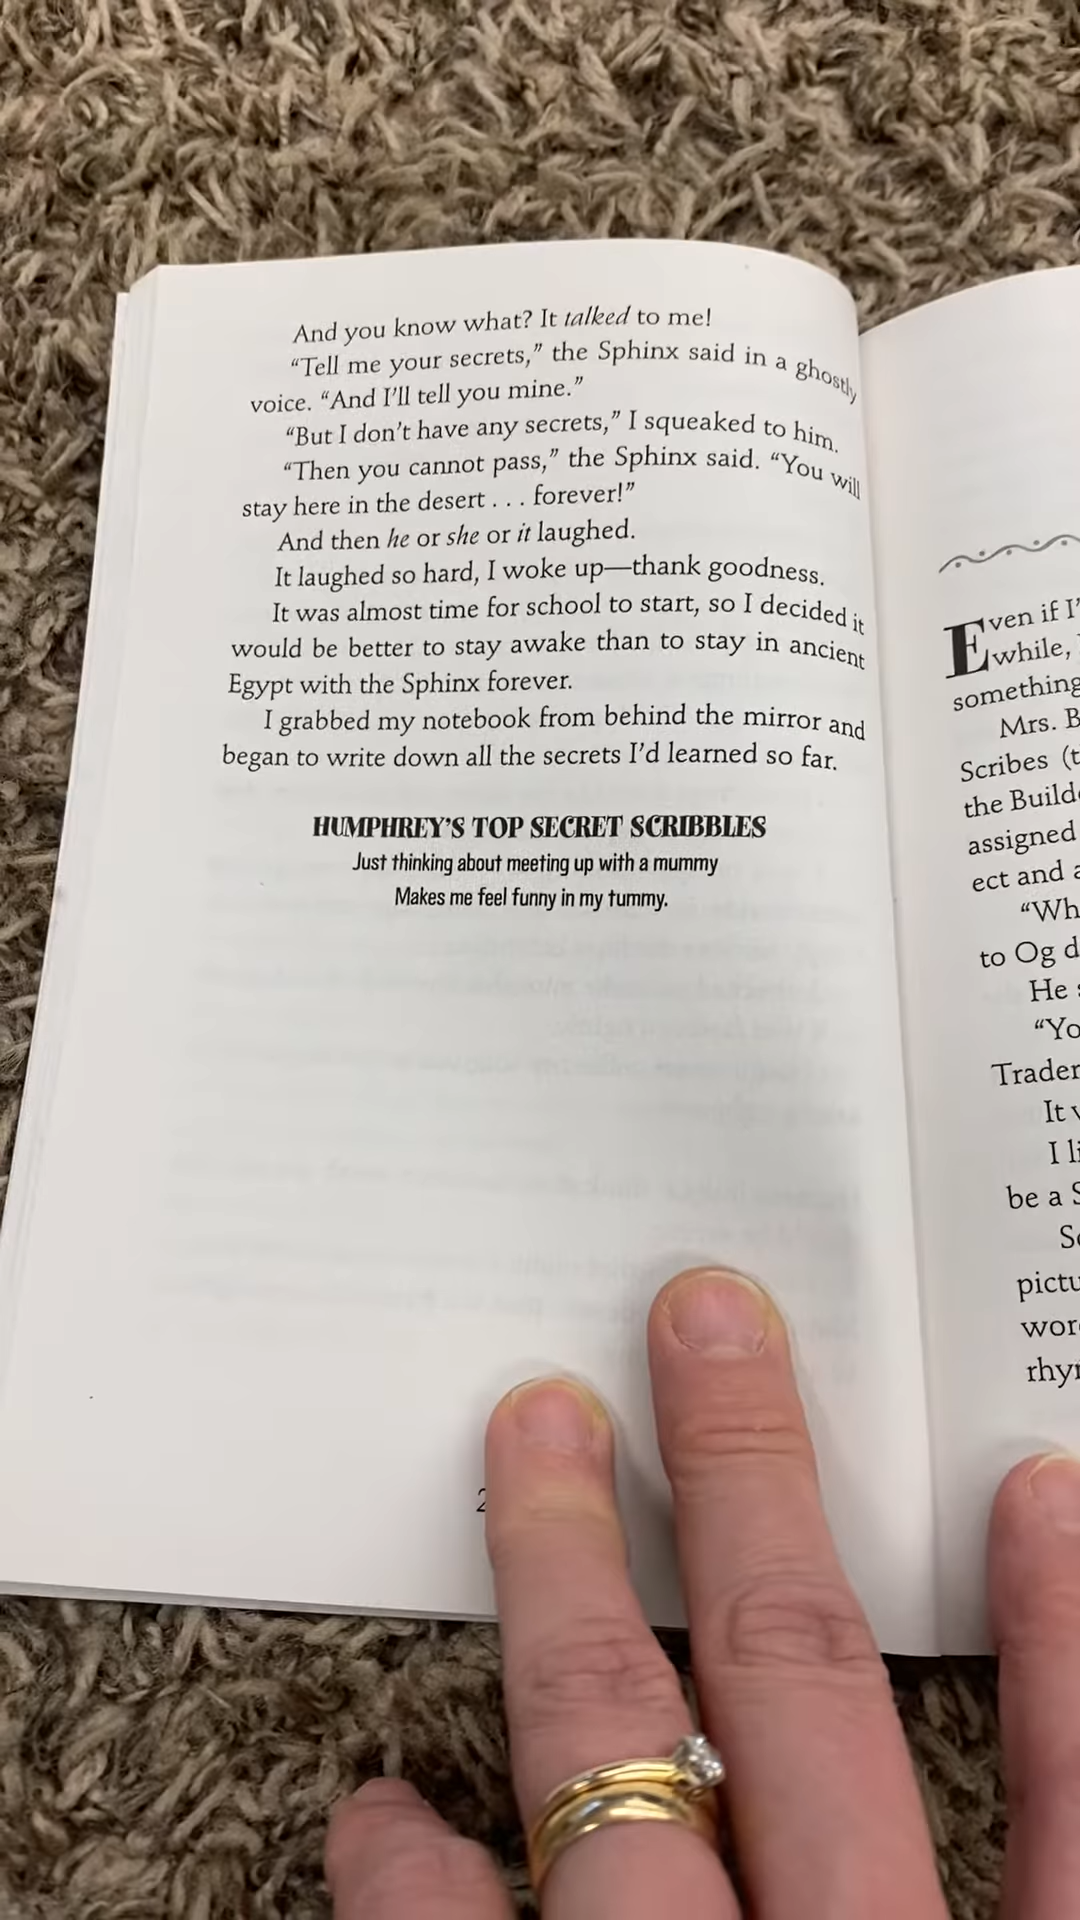 And you know what? It talked to me!
“Tell me your secrets,” the Sphinx said in a ghostly
voice. “And I’ll tell you mine.”
“But I don’t have any secrets,” I squeaked to him.
“Then you cannot pass,” the Sphinx said. “You will
stay here in the desert . . . forever!”
And then he or she or it laughed.
It laughed so hard, I woke up—thank goodness.
It was almost time for school to start, so I decided it
would be better to stay awake than to stay in ancient
Egypt with the Sphinx forever.
I grabbed my notebook from behind the mirror and
began to write down all the secrets I’d learned so far.
HUMPHREY’S TOP SECRET SCRIBBLES
Just thinking about meeting up with a mummy
Makes me feel funny in my tummy.
2
Even if I’
while,
something
Mrs. B
Scribes (t
the Build
assigned
ect and a
“Wh
to Og d
He s
“Yo
Trader
It
I li
be a S
So
pictu
wor
rhy